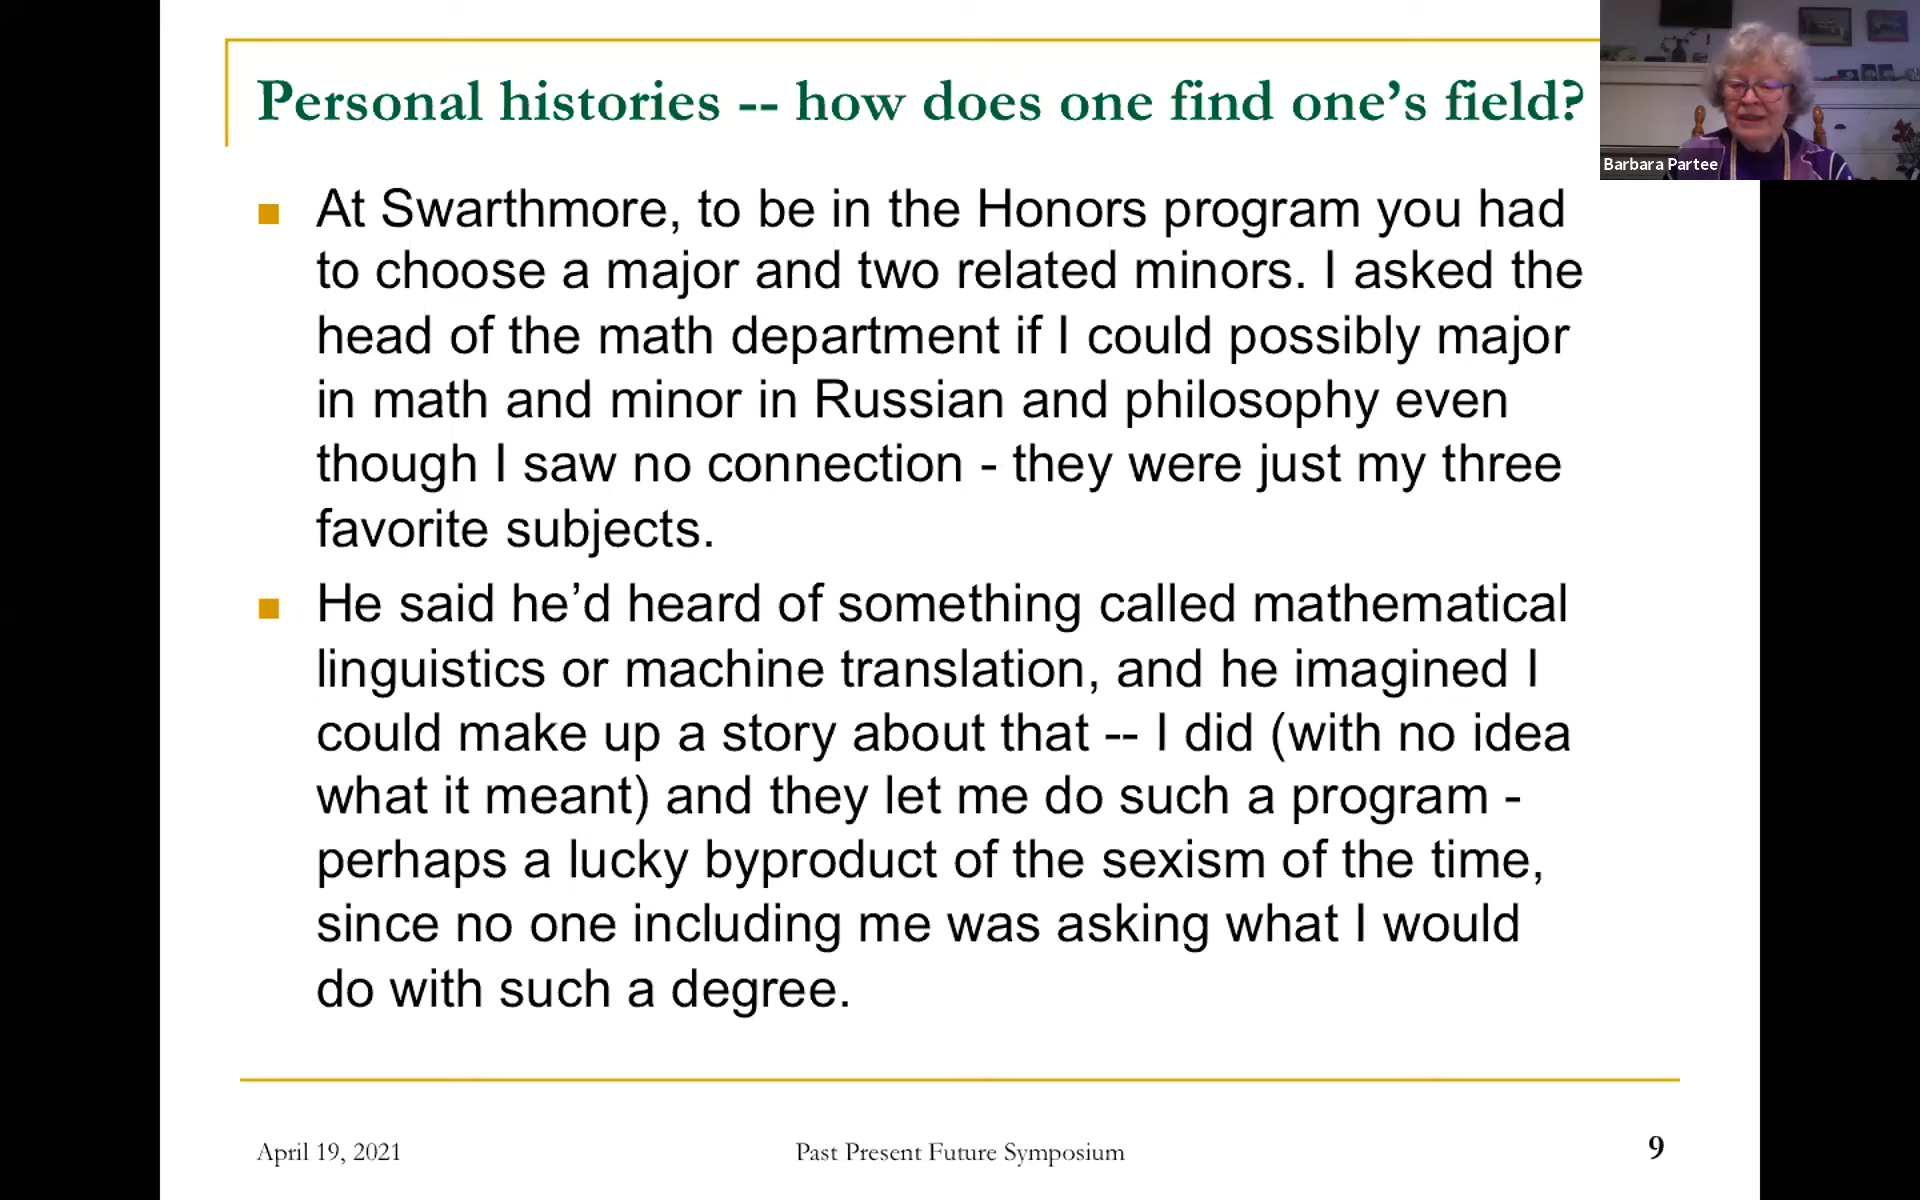 Personal histories -- how does one find one’s field?
Barbara Partee
At Swarthmore, to be in the Honors program you had
to choose a major and two related minors. I asked the
head of the math department if I could possibly major
in math and minor in Russian and philosophy even
though I saw no connection - they were just my three
favorite subjects.
He said he’d heard of something called mathematical
linguistics or machine translation, and he imagined I
could make up a story about that -- I did (with no idea
what it meant) and they let me do such a program -
perhaps a lucky byproduct of the sexism of the time,
since no one including me was asking what I would
do with such a degree.
April 19, 2021
Past Present Future Symposium
9